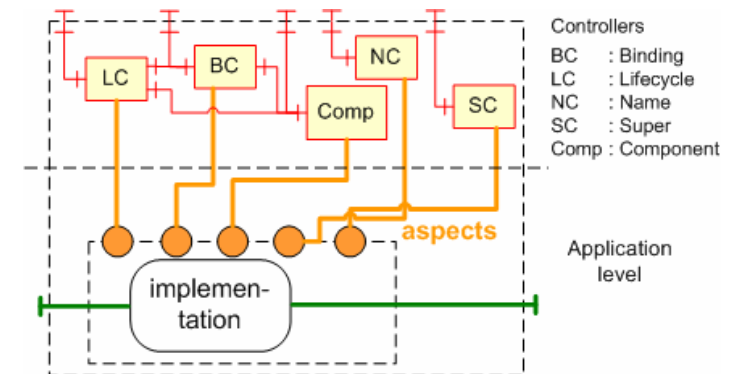 Controllers
BC : Binding
LC : Lifecycle
NC : Name
SC : Super
Comp : Component
LC
BC
NC
Comp
SC
aspects
Application
level
implemen-
tation